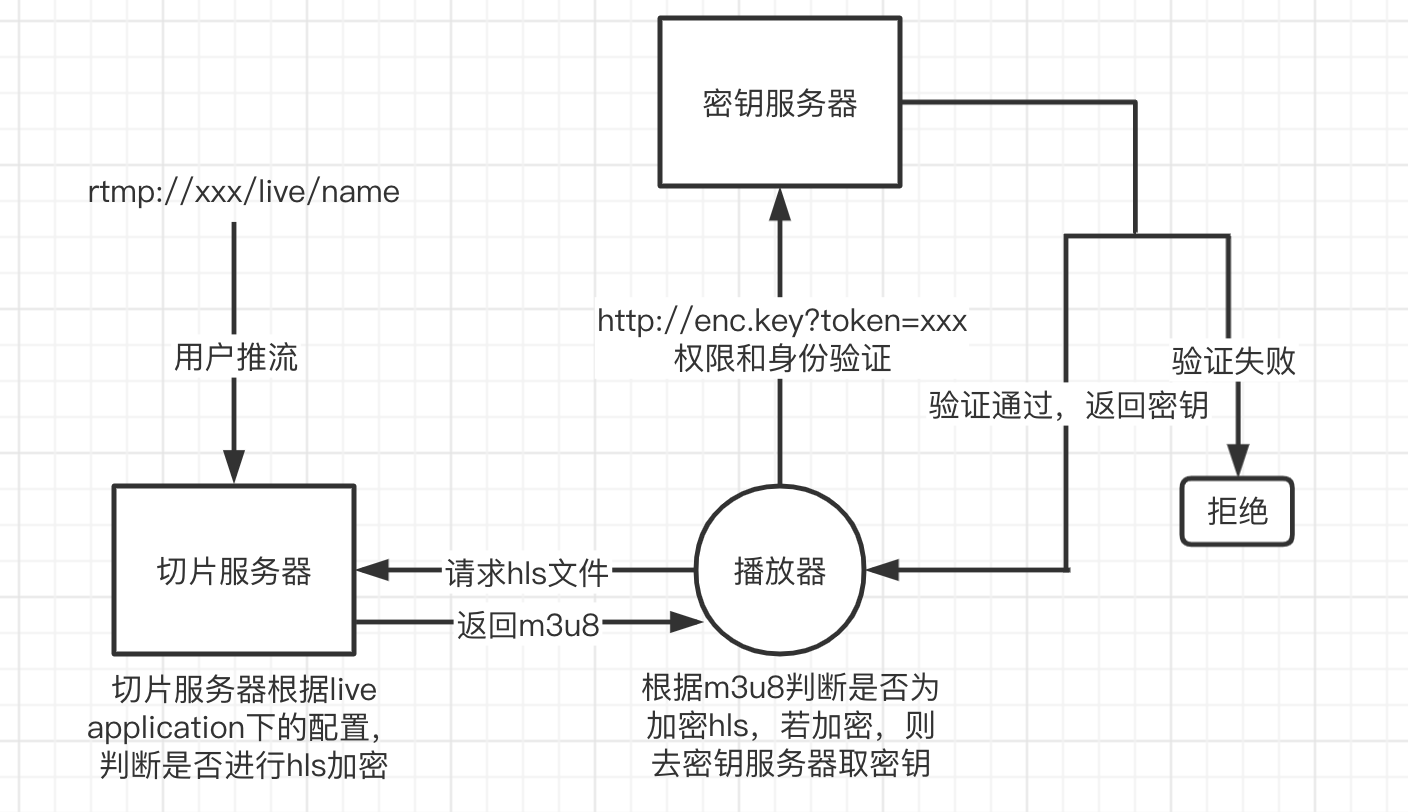 密钥服务器
rtmp://xxx/live/name
http://enc.key?token=xxx
权限和身份验证
用户推流
验证失败
验证通过，返回密钥
拒绝
切片服务器
请求hls文件
播放器
返回m3u8
切片服务器根据live
application下的配置，
判断是否进行hls加密
根据m3u8判断是否为
加密hls，若加密，则
去密钥服务器取密钥